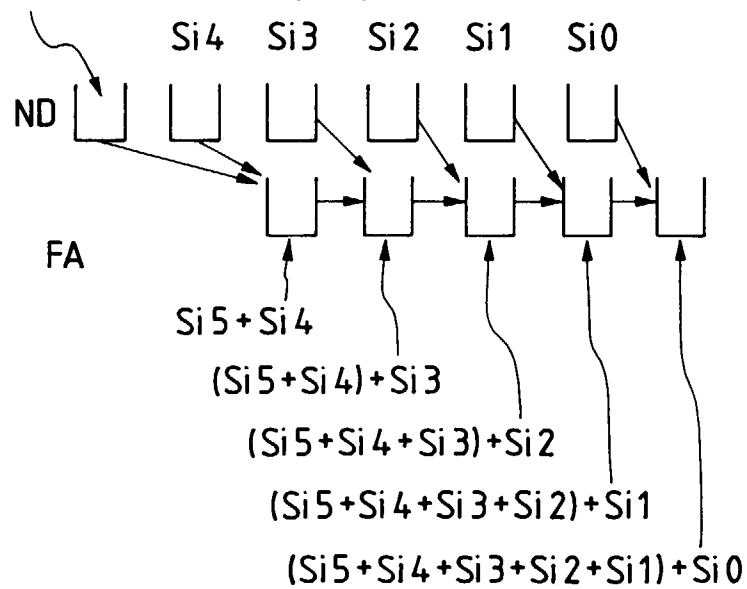 Si4 Si3 Si2 Si1 Si0
ND
FA
Si5+Si4
(Si5+Si4)+Si3
(Si5+Si4+Si3)+Si2
(Si5+Si4+Si3+Si2)+Si1
(Si5+Si4+Si3+Si2+Si1)+Si0